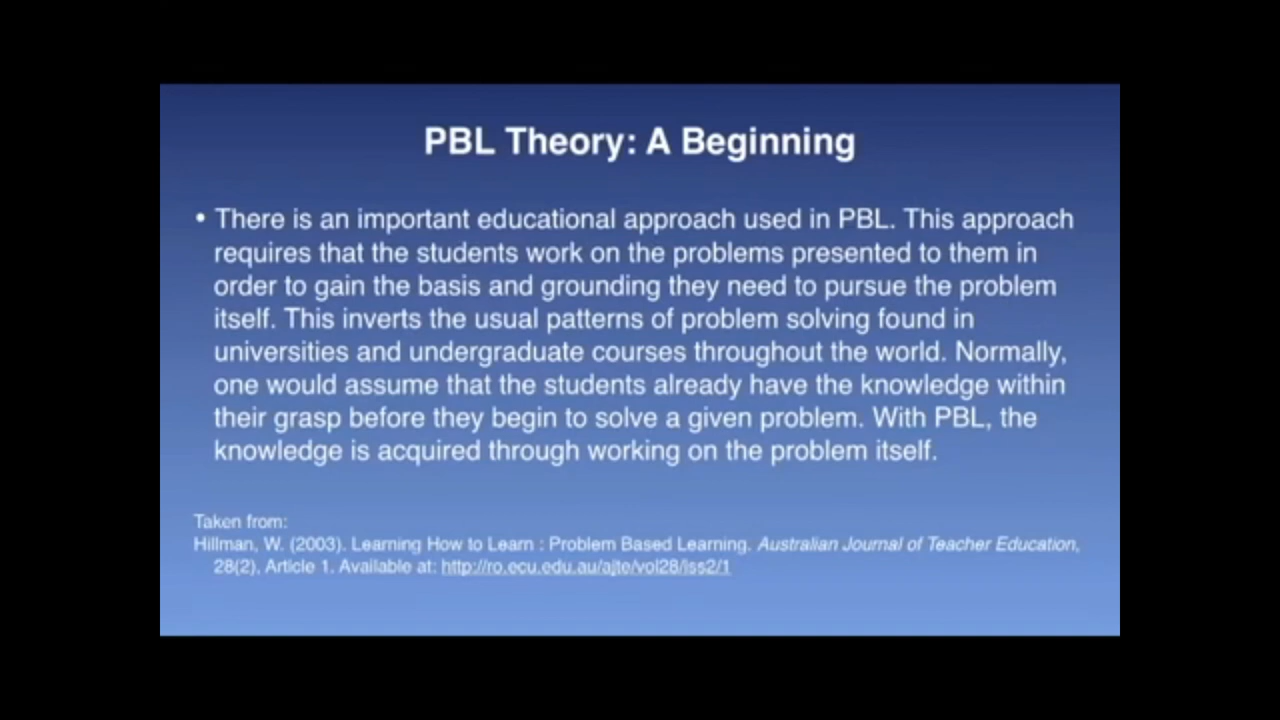 PBL Theory: A Beginning
• There is an important educational approach used in PBL. This approach
requires that the students work on the problems presented to them in
order to gain the basis and grounding they need to pursue the problem
itself. This inverts the usual patterns of problem solving found in
universities and undergraduate courses throughout the world. Normally,
one would assume that the students already have the knowledge within
their grasp before they begin to solve a given problem. With PBL, the
knowledge is acquired through working on the problem itself.
Taken from:
Hillman, W. (2003). Learning How to Learn : Problem Based Learning. Australian Journal of Teacher Education,
28(2), Article 1. Available at: http://ro.ecu.edu.au/ajte/vol28/iss2/1